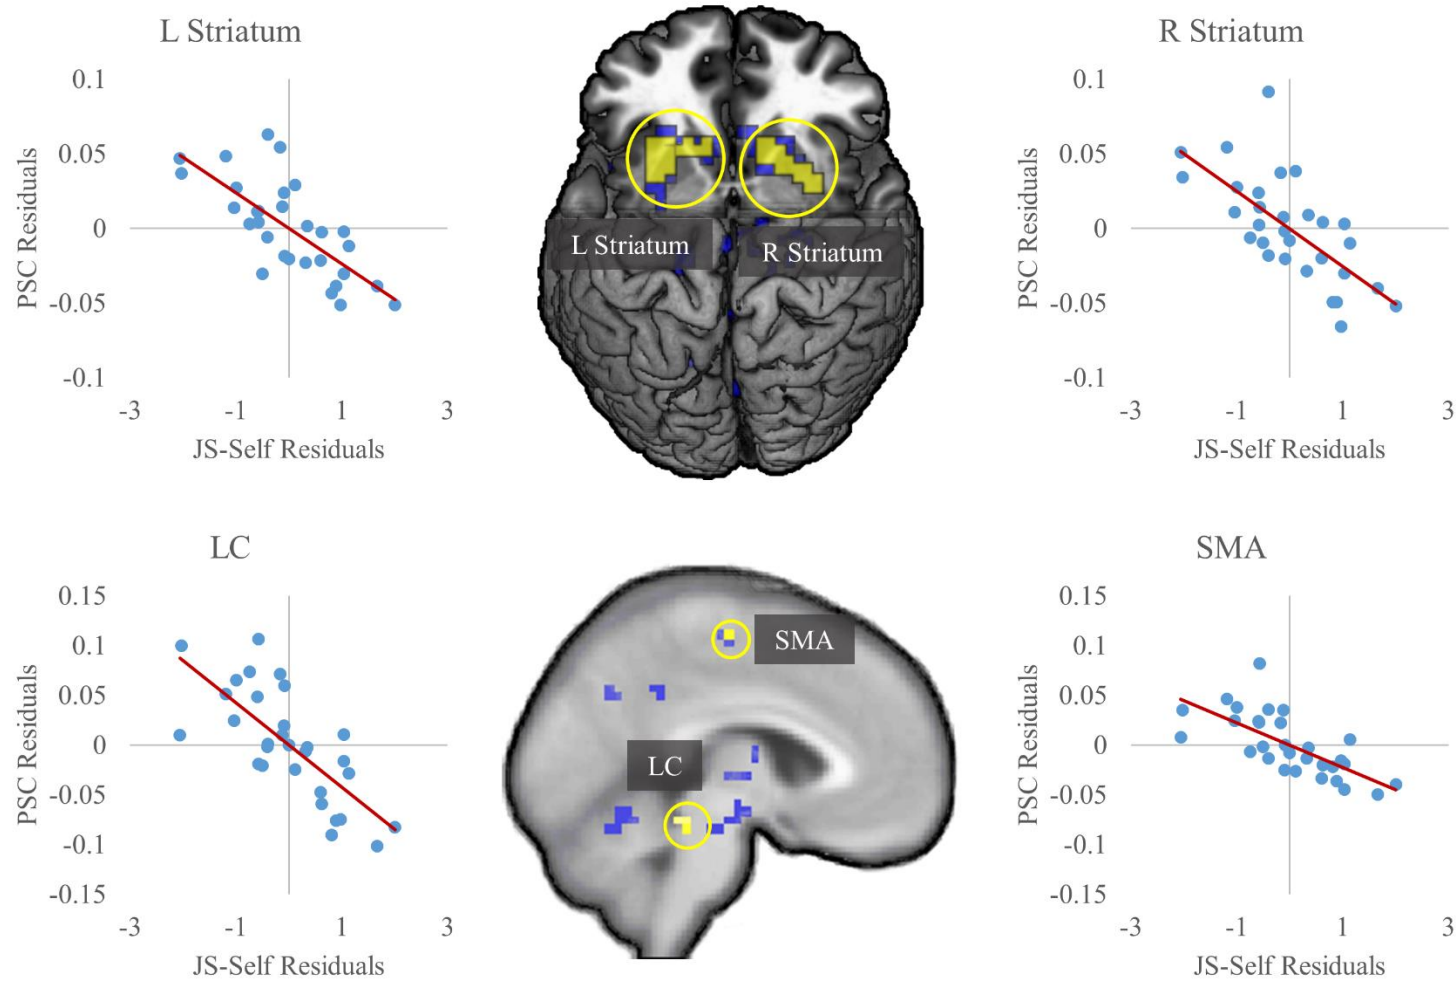 L Striatum
0.1
0.05
0
-0.05
-0.1
PSC Residuals
-3
-1
1
3
JS-Self Residuals
L Striatum
R Striatum
R Striatum
0.1
0.05
0
-0.05
-0.1
PSC Residuals
-3
-1
1
3
JS-Self Residuals
LC
0.15
0.1
0.05
0
-0.05
-0.1
-0.15
PSC Residuals
-3
-1
1
3
JS-Self Residuals
SMA
LC
SMA
0.15
0.1
0.05
0
-0.05
-0.1
-0.15
PSC Residuals
-3
-1
1
3
JS-Self Residuals